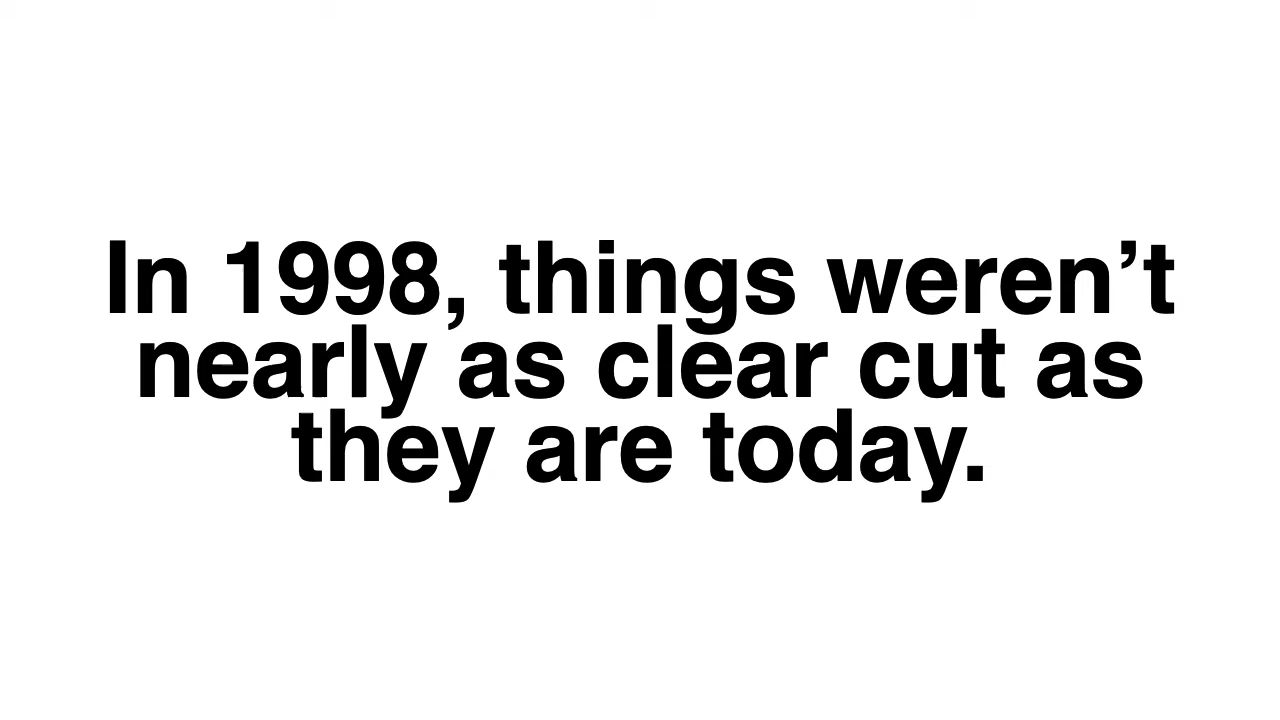 In 1998, things weren’t
nearly as clear cut as
they are today.